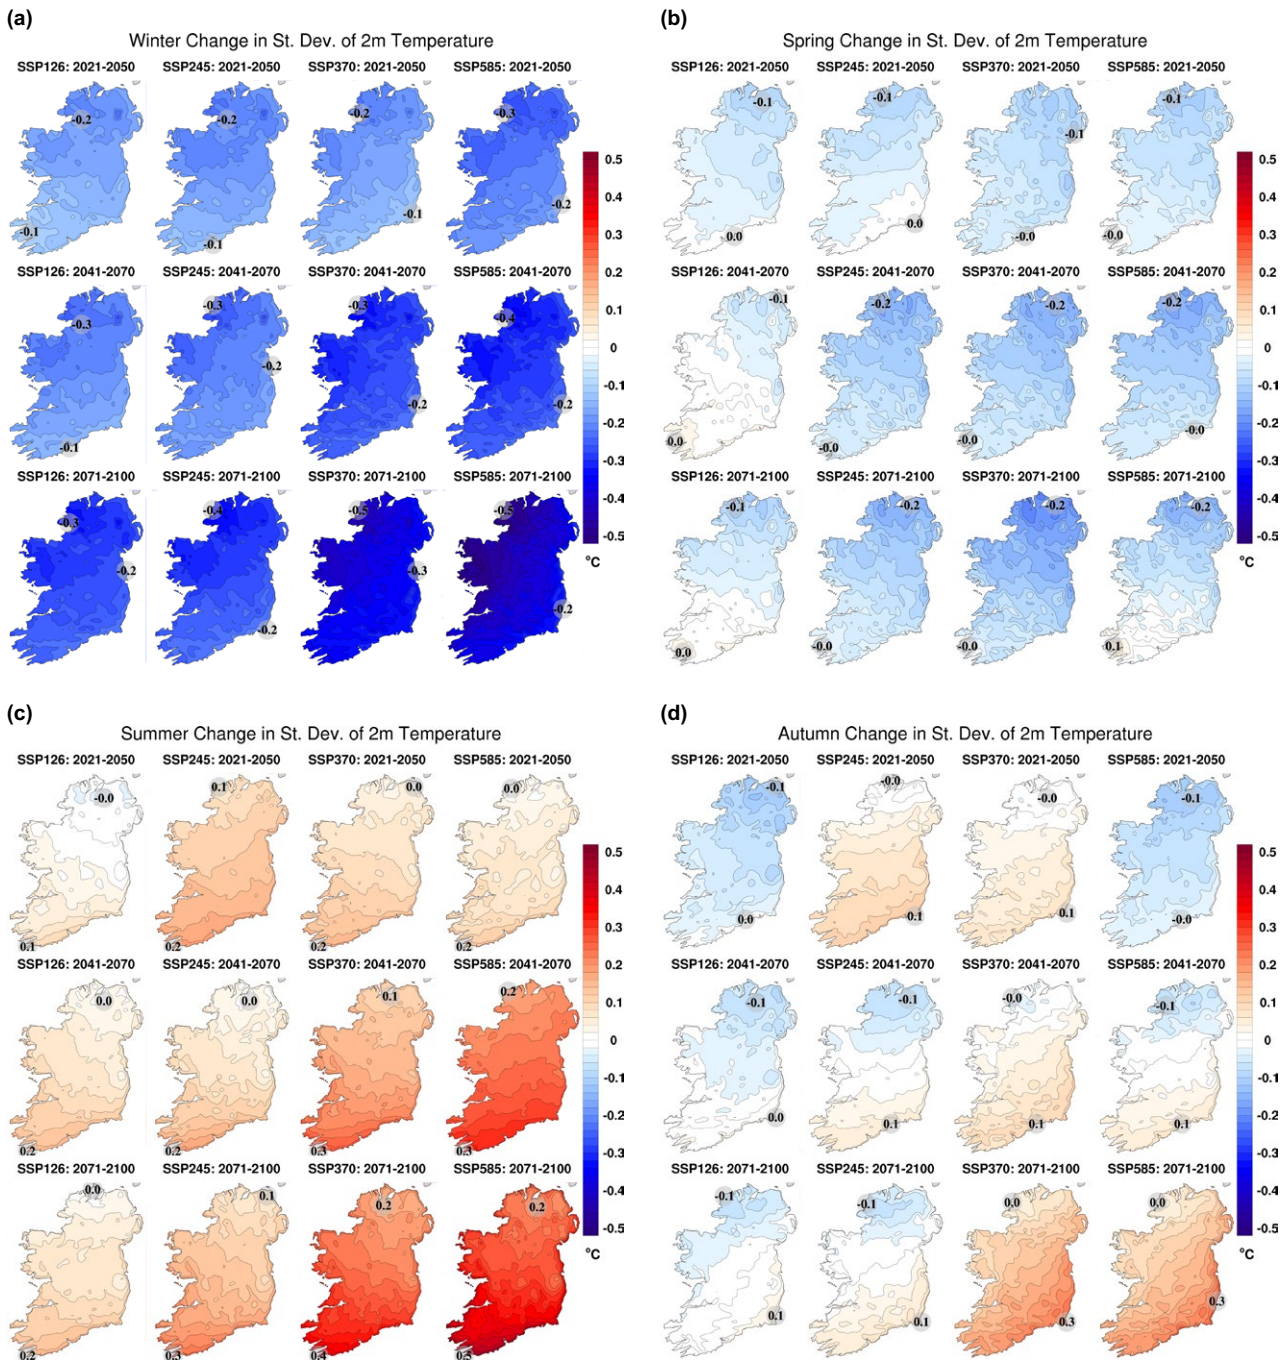 (a)
Winter Change in St. Dev. of 2m Temperature
SSP126: 2021-2050 SSP245: 2021-2050 SSP370: 2021-2050 SSP585: 2021-2050
-0.2 -0.2 -0.2 -0.3
-0.1 -0.1 -0.1 -0.2
SSP126: 2041-2070 SSP245: 2041-2070 SSP370: 2041-2070 SSP585: 2041-2070
-0.3 -0.3 -0.3 -0.4
-0.1 -0.2 -0.2 -0.2
SSP126: 2071-2100 SSP245: 2071-2100 SSP370: 2071-2100 SSP585: 2071-2100
-0.3 -0.4 -0.5 -0.5
-0.2 -0.2 -0.3 -0.2
0.5
0.4
0.3
0.2
0.1
0
-0.1
-0.2
-0.3
-0.4
-0.5
°C
(b)
Spring Change in St. Dev. of 2m Temperature
SSP126: 2021-2050 SSP245: 2021-2050 SSP370: 2021-2050 SSP585: 2021-2050
-0.1 -0.1 -0.1 -0.1
0.0 0.0 -0.0 -0.0
SSP126: 2041-2070 SSP245: 2041-2070 SSP370: 2041-2070 SSP585: 2041-2070
-0.1 -0.2 -0.2 -0.2
0.0 -0.0 -0.0 -0.0
SSP126: 2071-2100 SSP245: 2071-2100 SSP370: 2071-2100 SSP585: 2071-2100
-0.1 -0.2 -0.2 -0.2
0.0 -0.0 -0.0 0.1
0.5
0.4
0.3
0.2
0.1
0
-0.1
-0.2
-0.3
-0.4
-0.5
°C
(c)
Summer Change in St. Dev. of 2m Temperature
SSP126: 2021-2050 SSP245: 2021-2050 SSP370: 2021-2050 SSP585: 2021-2050
-0.0 0.1 0.0 0.0
0.1 0.2 0.2 0.2
SSP126: 2041-2070 SSP245: 2041-2070 SSP370: 2041-2070 SSP585: 2041-2070
0.0 0.0 0.1 0.2
0.2 0.2 0.3 0.3
SSP126: 2071-2100 SSP245: 2071-2100 SSP370: 2071-2100 SSP585: 2071-2100
0.0 0.1 0.2 0.2
0.2 0.3 0.4 0.5
0.5
0.4
0.3
0.2
0.1
0
-0.1
-0.2
-0.3
-0.4
-0.5
°C
(d)
Autumn Change in St. Dev. of 2m Temperature
SSP126: 2021-2050 SSP245: 2021-2050 SSP370: 2021-2050 SSP585: 2021-2050
-0.1 -0.0 -0.0 -0.1
0.0 0.1 0.1 -0.0
SSP126: 2041-2070 SSP245: 2041-2070 SSP370: 2041-2070 SSP585: 2041-2070
-0.1 -0.1 -0.0 -0.1
0.0 0.1 0.1 0.1
SSP126: 2071-2100 SSP245: 2071-2100 SSP370: 2071-2100 SSP585: 2071-2100
-0.1 -0.1 0.0 0.0
0.1 0.1 0.3 0.3
0.5
0.4
0.3
0.2
0.1
0
-0.1
-0.2
-0.3
-0.4
-0.5
°C